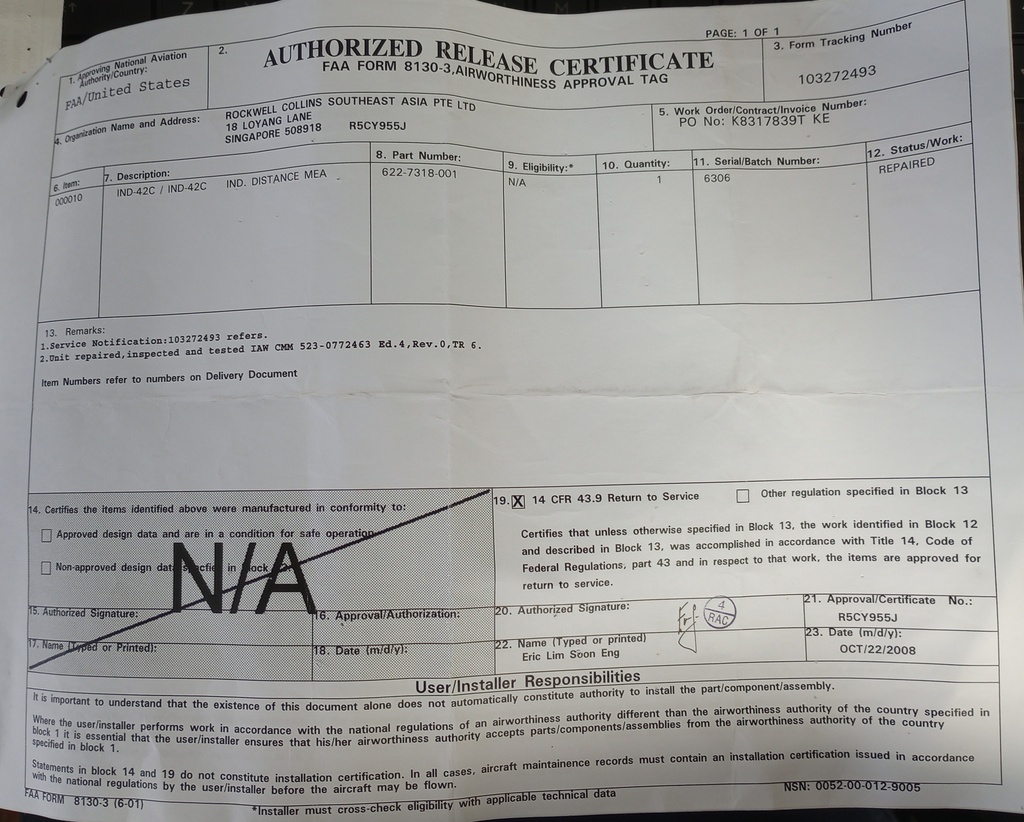 PAGE: 1 OF 1
1. Approving National Aviation
Authority/Country:
FAA/United States
2.
AUTHORIZED RELEASE CERTIFICATE
FAA FORM 8130-3,AIRWORTHINESS APPROVAL TAG
3. Form Tracking Number
103272493
4. Organization Name and Address:
ROCKWELL COLLINS SOUTHEAST ASIA PTE LTD
18 LOYANG LANE
SINGAPORE 508918 R5CY955J
5. Work Order/Contract/Invoice Number:
PO No: K8317839T KE
6. Item:
000010
7. Description:
IND-42C / IND-42C IND. DISTANCE MEA
8. Part Number:
622-7318-001
9. Eligibility:*
N/A
10. Quantity:
1
11. Serial/Batch Number:
6306
12. Status/Work:
REPAIRED
13. Remarks:
1.Service Notification:103272493 refers.
2.Unit repaired,inspected and tested IAW CMM 523-0772463 Ed.4,Rev.0,TR 6.
Item Numbers refer to numbers on Delivery Document
14. Certifies the items identified above were manufactured in conformity to:
Approved design data and are in a condition for safe operation
Non-approved design data in Block
N/A
15. Authorized Signature:
16. Approval/Authorization:
17. Name (Typed or Printed):
18. Date (m/d/y):
19. X 14 CFR 43.9 Return to Service
Other regulation specified in Block 13
Certifies that unless otherwise specified in Block 13, the work identified in Block 12
and described in Block 13, was accomplished in accordance with Title 14, Code of
Federal Regulations, part 43 and in respect to that work, the items are approved for
return to service.
20. Authorized Signature:
4
RAC
21. Approval/Certificate No.:
R5CY955J
22. Name (Typed or printed)
Eric Lim Soon Eng
23. Date (m/d/y):
OCT/22/2008
User/Installer Responsibilities
It is important to understand that the existence of this document alone does not automatically constitute authority to install the part/component/assembly.
Where the user/installer performs work in accordance with the national regulations of an airworthiness authority different than the airworthiness authority of the country specified in
block 1 it is essential that the user/installer ensures that his/her airworthiness authority accepts parts/components/assemblies from the airworthiness authority of the country
specified in block 1.
Statements in block 14 and 19 do not constitute installation certification. In all cases, aircraft maintainence records must contain an installation certification issued in accordance
with the national regulations by the user/installer before the aircraft may be flown.
FAA FORM 8130-3 (6-01)
*Installer must cross-check eligibility with applicable technical data
NSN: 0052-00-012-9005